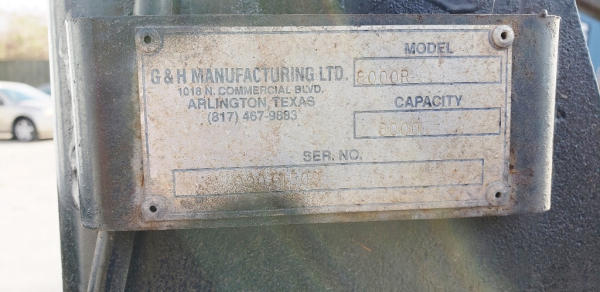 G & H MANUFACTURING LTD.
1018 N. COMMERCIAL BLVD.
ARLINGTON, TEXAS
(817) 467-9883
MODEL
CAPACITY
SER. NO.